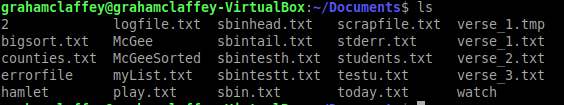 grahamclaffey@grahamclaffey-VirtualBox:~/Documents$ ls
2 logfile.txt sbinhead.txt scrapfile.txt verse_1.tmp
bigsort.txt McGee sbintail.txt stderr.txt verse_1.txt
counties.txt McGeeSorted sbintesth.txt students.txt verse_2.txt
errorfile myList.txt sbintestt.txt testu.txt verse_3.txt
hamlet play.txt sbin.txt today.txt watch